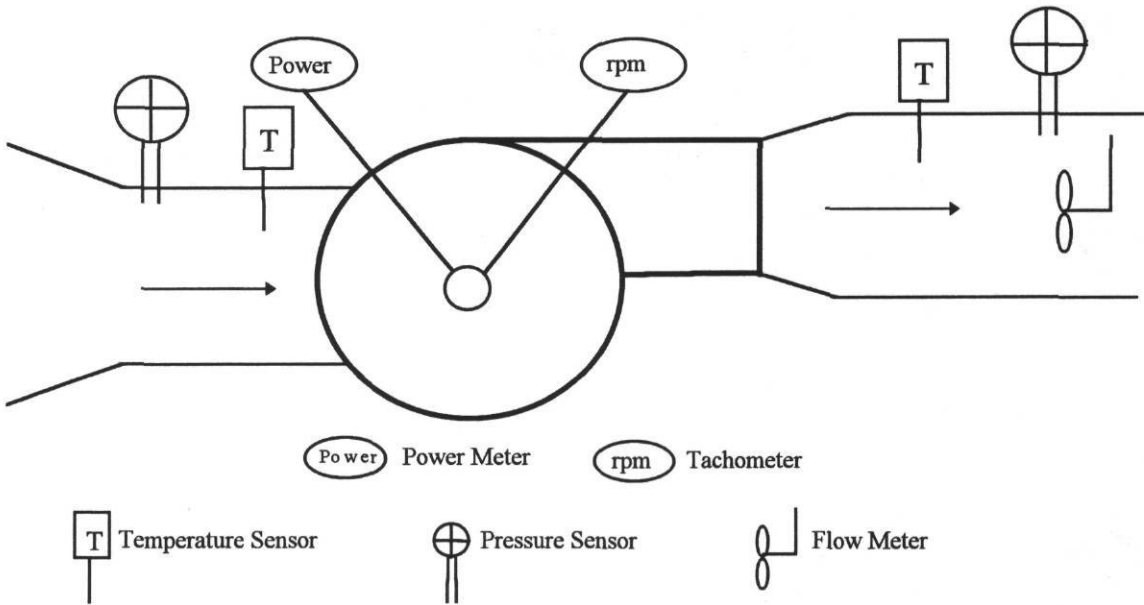 Power
rpm
T
T
Power Power Meter
rpm Tachometer
T Temperature Sensor
Pressure Sensor
Flow Meter